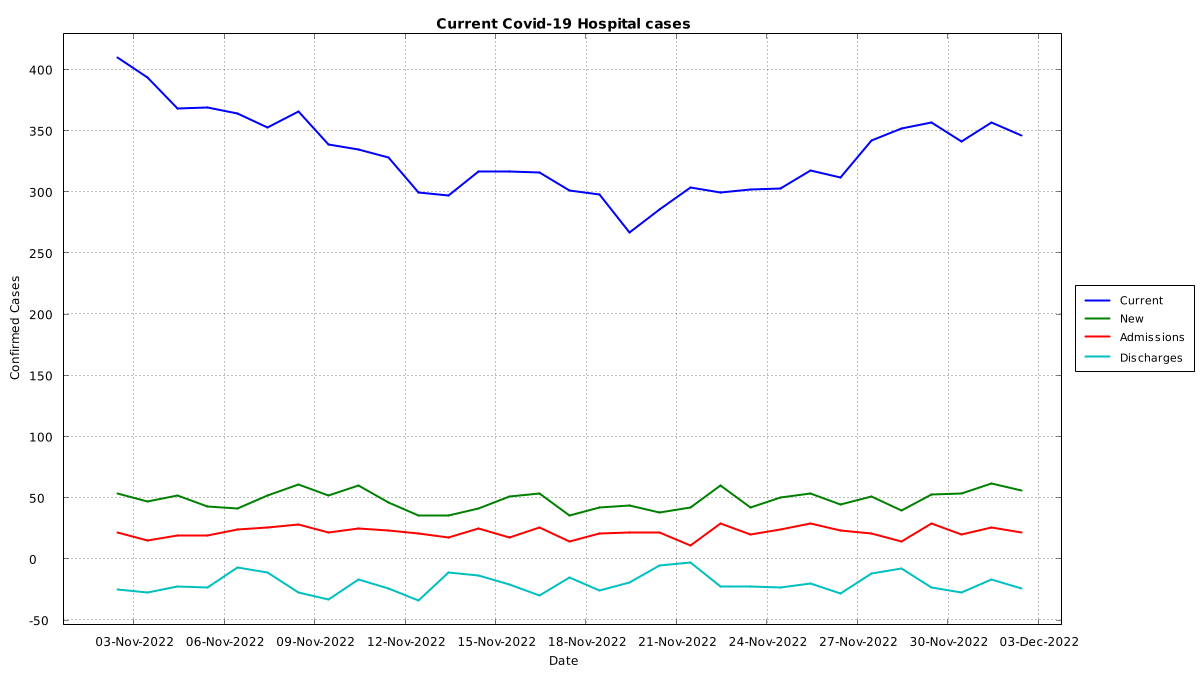 Current Covid-19 Hospital cases
400
350
300
250
200
150
100
50
0
-50
Confirmed Cases
03-Nov-2022 06-Nov-2022 09-Nov-2022 12-Nov-2022 15-Nov-2022 18-Nov-2022 21-Nov-2022 24-Nov-2022 27-Nov-2022 30-Nov-2022 03-Dec-2022
Date
Current
New
Admissions
Discharges